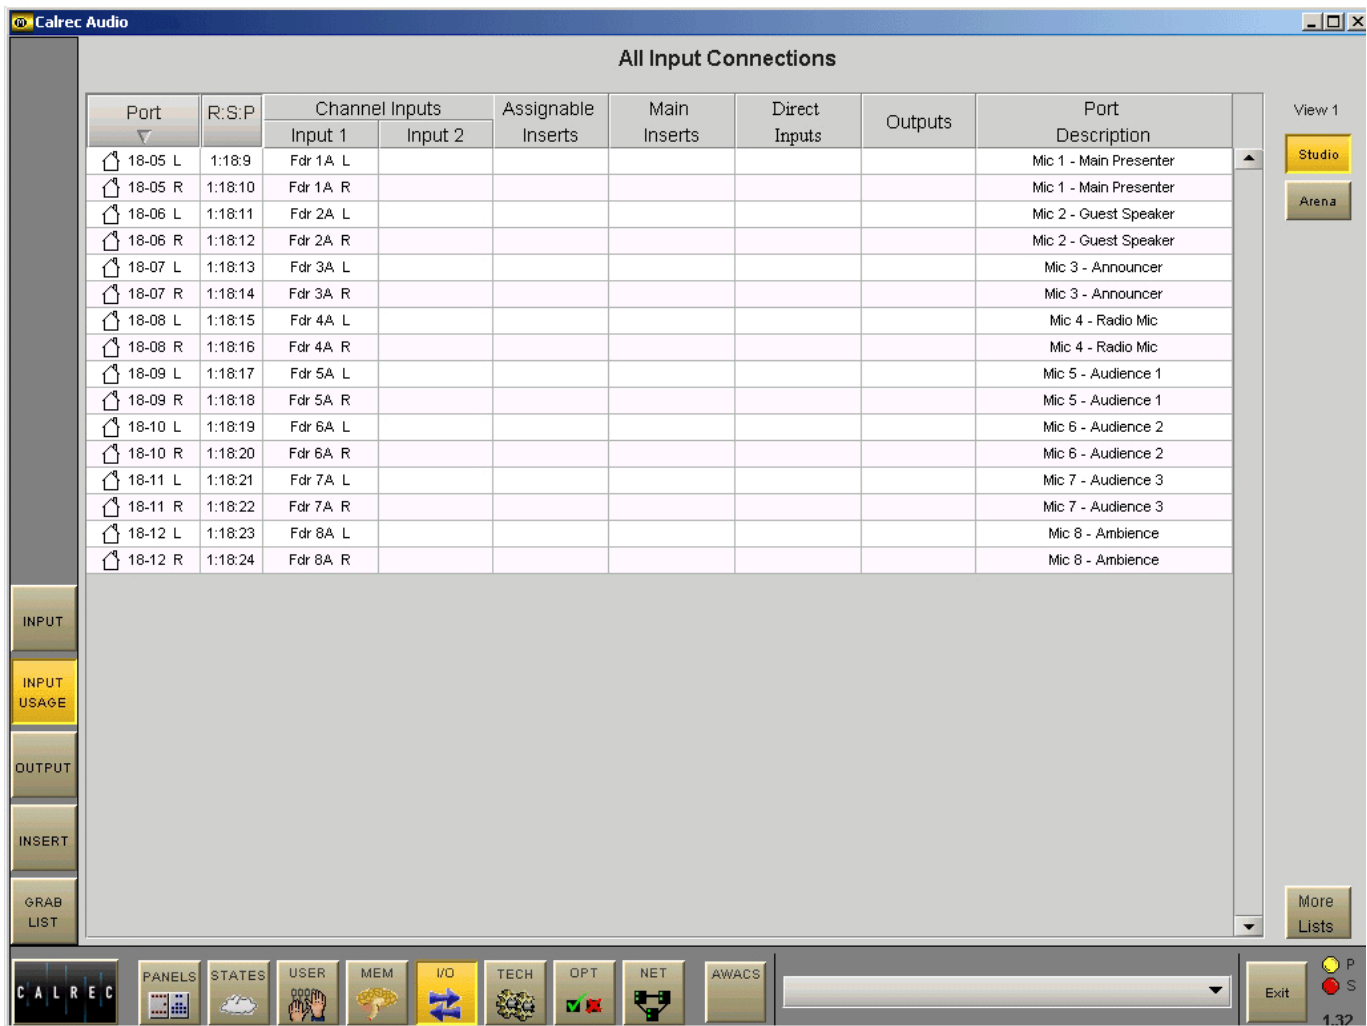 Calrec Audio
All Input Connections
Port R:S:P Channel Inputs Assignable Inserts Main Inserts Direct Inputs Outputs Port Description
Input 1 Input 2
18-05 L 1:18:9 Fdr 1A L Mic 1 - Main Presenter
18-05 R 1:18:10 Fdr 1A R Mic 1 - Main Presenter
18-06 L 1:18:11 Fdr 2A L Mic 2 - Guest Speaker
18-06 R 1:18:12 Fdr 2A R Mic 2 - Guest Speaker
18-07 L 1:18:13 Fdr 3A L Mic 3 - Announcer
18-07 R 1:18:14 Fdr 3A R Mic 3 - Announcer
18-08 L 1:18:15 Fdr 4A L Mic 4 - Radio Mic
18-08 R 1:18:16 Fdr 4A R Mic 4 - Radio Mic
18-09 L 1:18:17 Fdr 5A L Mic 5 - Audience 1
18-09 R 1:18:18 Fdr 5A R Mic 5 - Audience 1
18-10 L 1:18:19 Fdr 6A L Mic 6 - Audience 2
18-10 R 1:18:20 Fdr 6A R Mic 6 - Audience 2
18-11 L 1:18:21 Fdr 7A L Mic 7 - Audience 3
18-11 R 1:18:22 Fdr 7A R Mic 7 - Audience 3
18-12 L 1:18:23 Fdr 8A L Mic 8 - Ambience
18-12 R 1:18:24 Fdr 8A R Mic 8 - Ambience
View 1
Studio
Arena
INPUT
INPUT
USAGE
OUTPUT
INSERT
GRAB
LIST
More
Lists
CALREC PANELS STATES USER MEM I/O TECH OPT NET AWACS Exit P
S
1.32